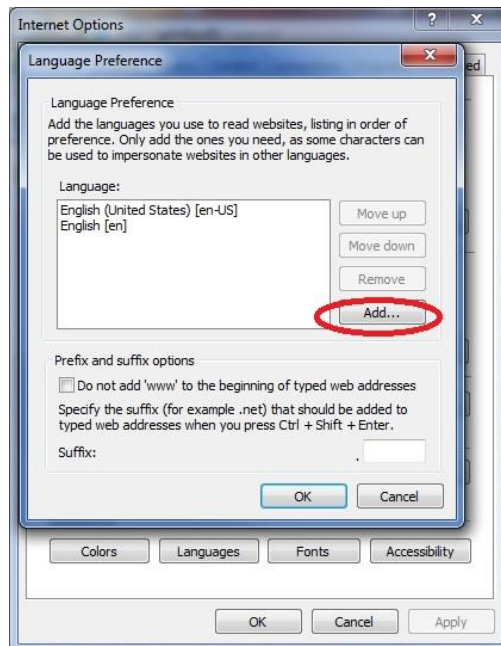 Internet Options
Language Preference
ed
Language Preference
Add the languages you use to read websites, listing in order of
preference. Only add the ones you need, as some characters can
be used to impersonate websites in other languages.
Language:
English (United States) [en-US]
English [en]
Move up
Move down
Remove
Add...
Prefix and suffix options
Do not add 'www' to the beginning of typed web addresses
Specify the suffix (for example .net) that should be added to
typed web addresses when you press Ctrl + Shift + Enter.
Suffix:
.
OK Cancel
Colors Languages Fonts Accessibility
OK Cancel Apply